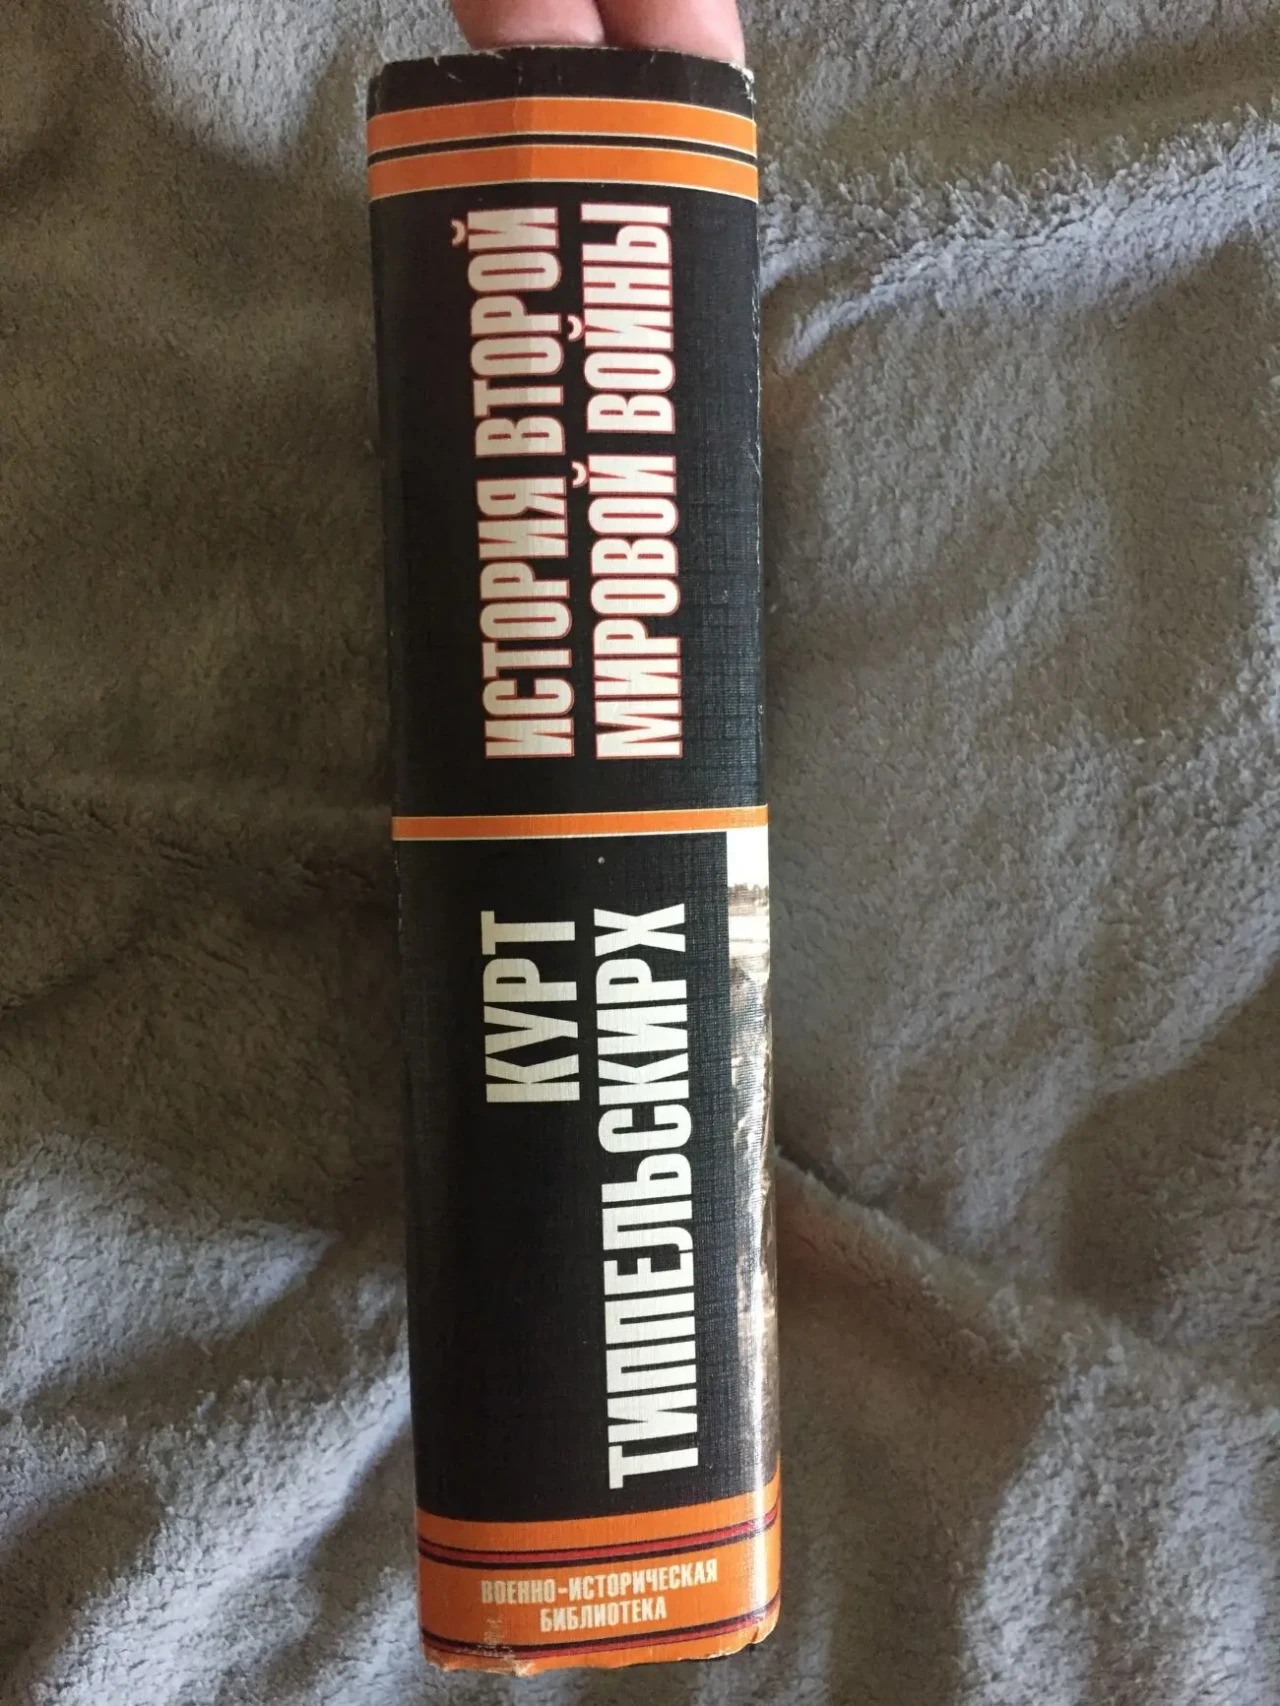 ИСТОРИЯ ВТОРОЙ
МИРОВОЙ ВОЙНЫ
КУРТ
ТИППЕЛЬСКИРХ
ВОЕННО-ИСТОРИЧЕСКАЯ
БИБЛИОТЕКА